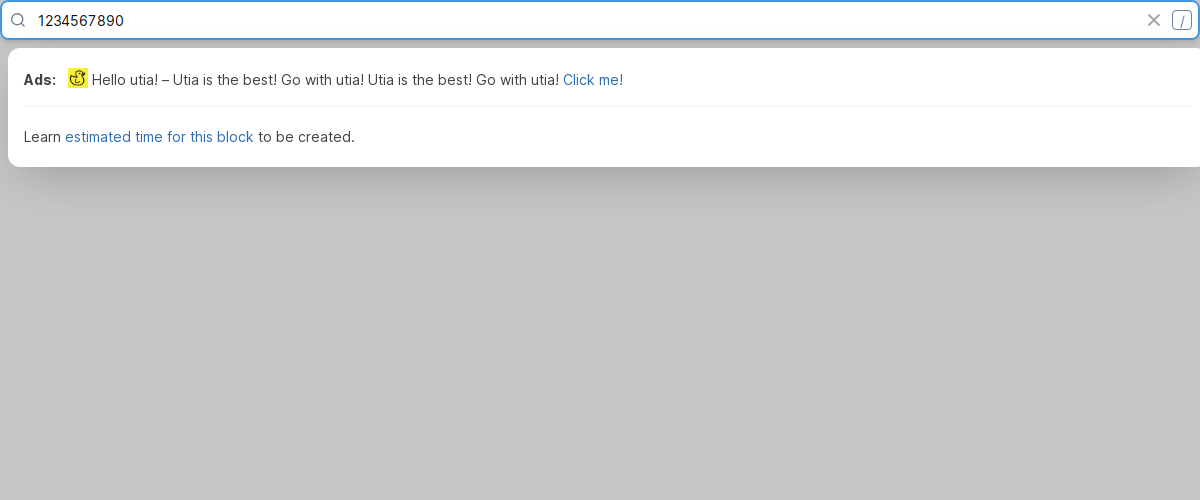 1234567890
/
Ads: Hello utia! – Utia is the best! Go with utia! Utia is the best! Go with utia! Click me!
Learn estimated time for this block to be created.